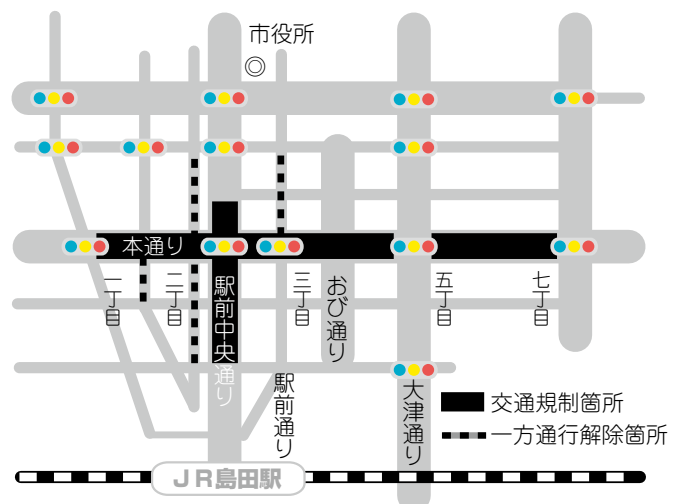 市役所
本通り
一丁目
二丁目
駅前中央通り
三丁目
おび通り
五丁目
七丁目
駅前通り
大津通り
交通規制箇所
一方通行解除箇所
JR島田駅